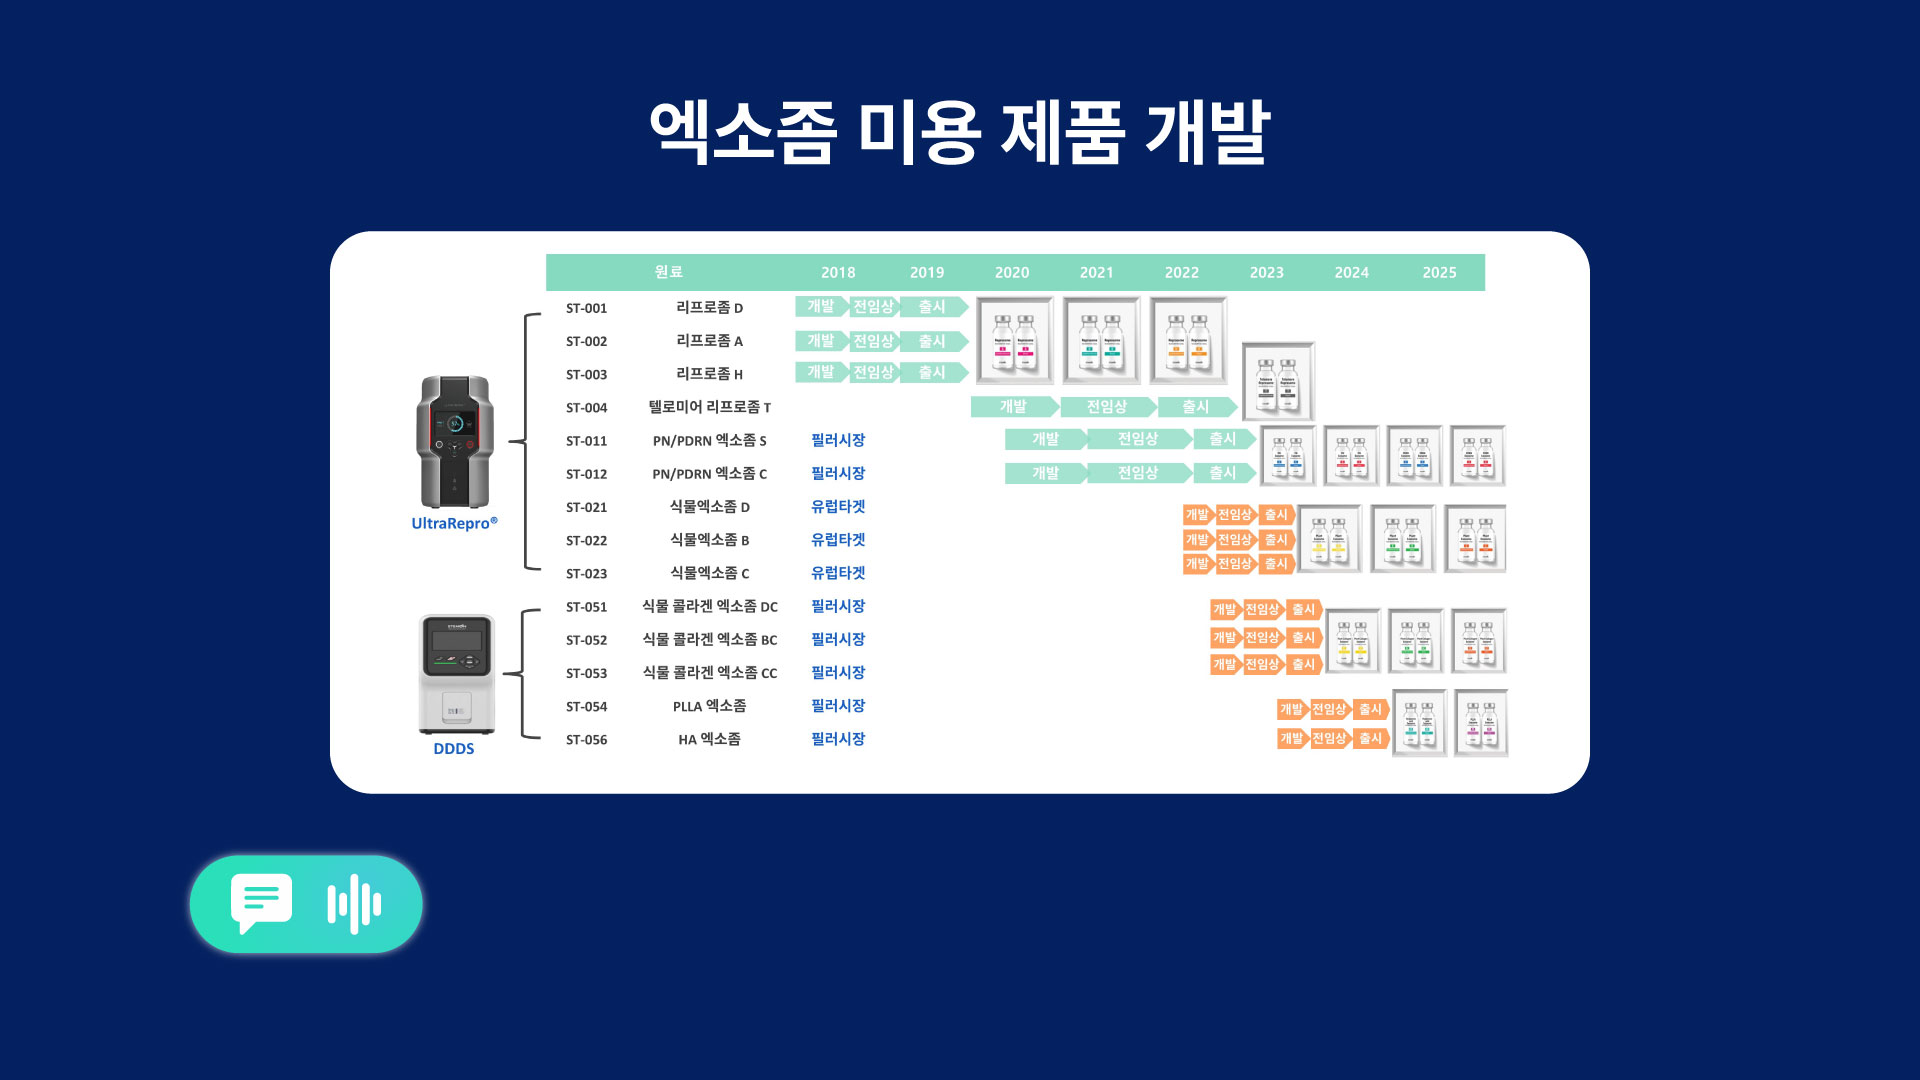 엑소좀 미용 제품 개발
원료 2018 2019 2020 2021 2022 2023 2024 2025
ST-001 리프로좀 D 개발 전임상 출시
ST-002 리프로좀 A 개발 전임상 출시
ST-003 리프로좀 H 개발 전임상 출시
ST-004 텔로미어 리프로좀 T 개발 전임상 출시
ST-011 PN/PDRN 엑소좀 S 필러시장 개발 전임상 출시
ST-012 PN/PDRN 엑소좀 C 필러시장 개발 전임상 출시
ST-021 식물엑소좀 D 유럽타겟 개발 전임상 출시
ST-022 식물엑소좀 B 유럽타겟 개발 전임상 출시
ST-023 식물엑소좀 C 유럽타겟 개발 전임상 출시
ST-051 식물 콜라겐 엑소좀 DC 필러시장 개발 전임상 출시
ST-052 식물 콜라겐 엑소좀 BC 필러시장 개발 전임상 출시
ST-053 식물 콜라겐 엑소좀 CC 필러시장 개발 전임상 출시
ST-054 PLLA 엑소좀 필러시장 개발 전임상 출시
ST-056 HA 엑소좀 필러시장 개발 전임상 출시
UltraRepro®
DDDS